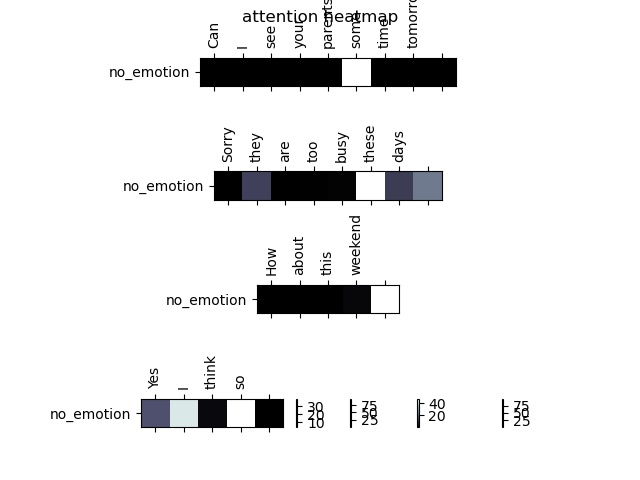 attention heatmap
Can I see your parents some time tomorrow
no_emotion
Sorry they are too busy these days
no_emotion
How about this weekend
no_emotion
Yes I think so
no_emotion
30 20 10
75 50 25
40 20
75 50 25